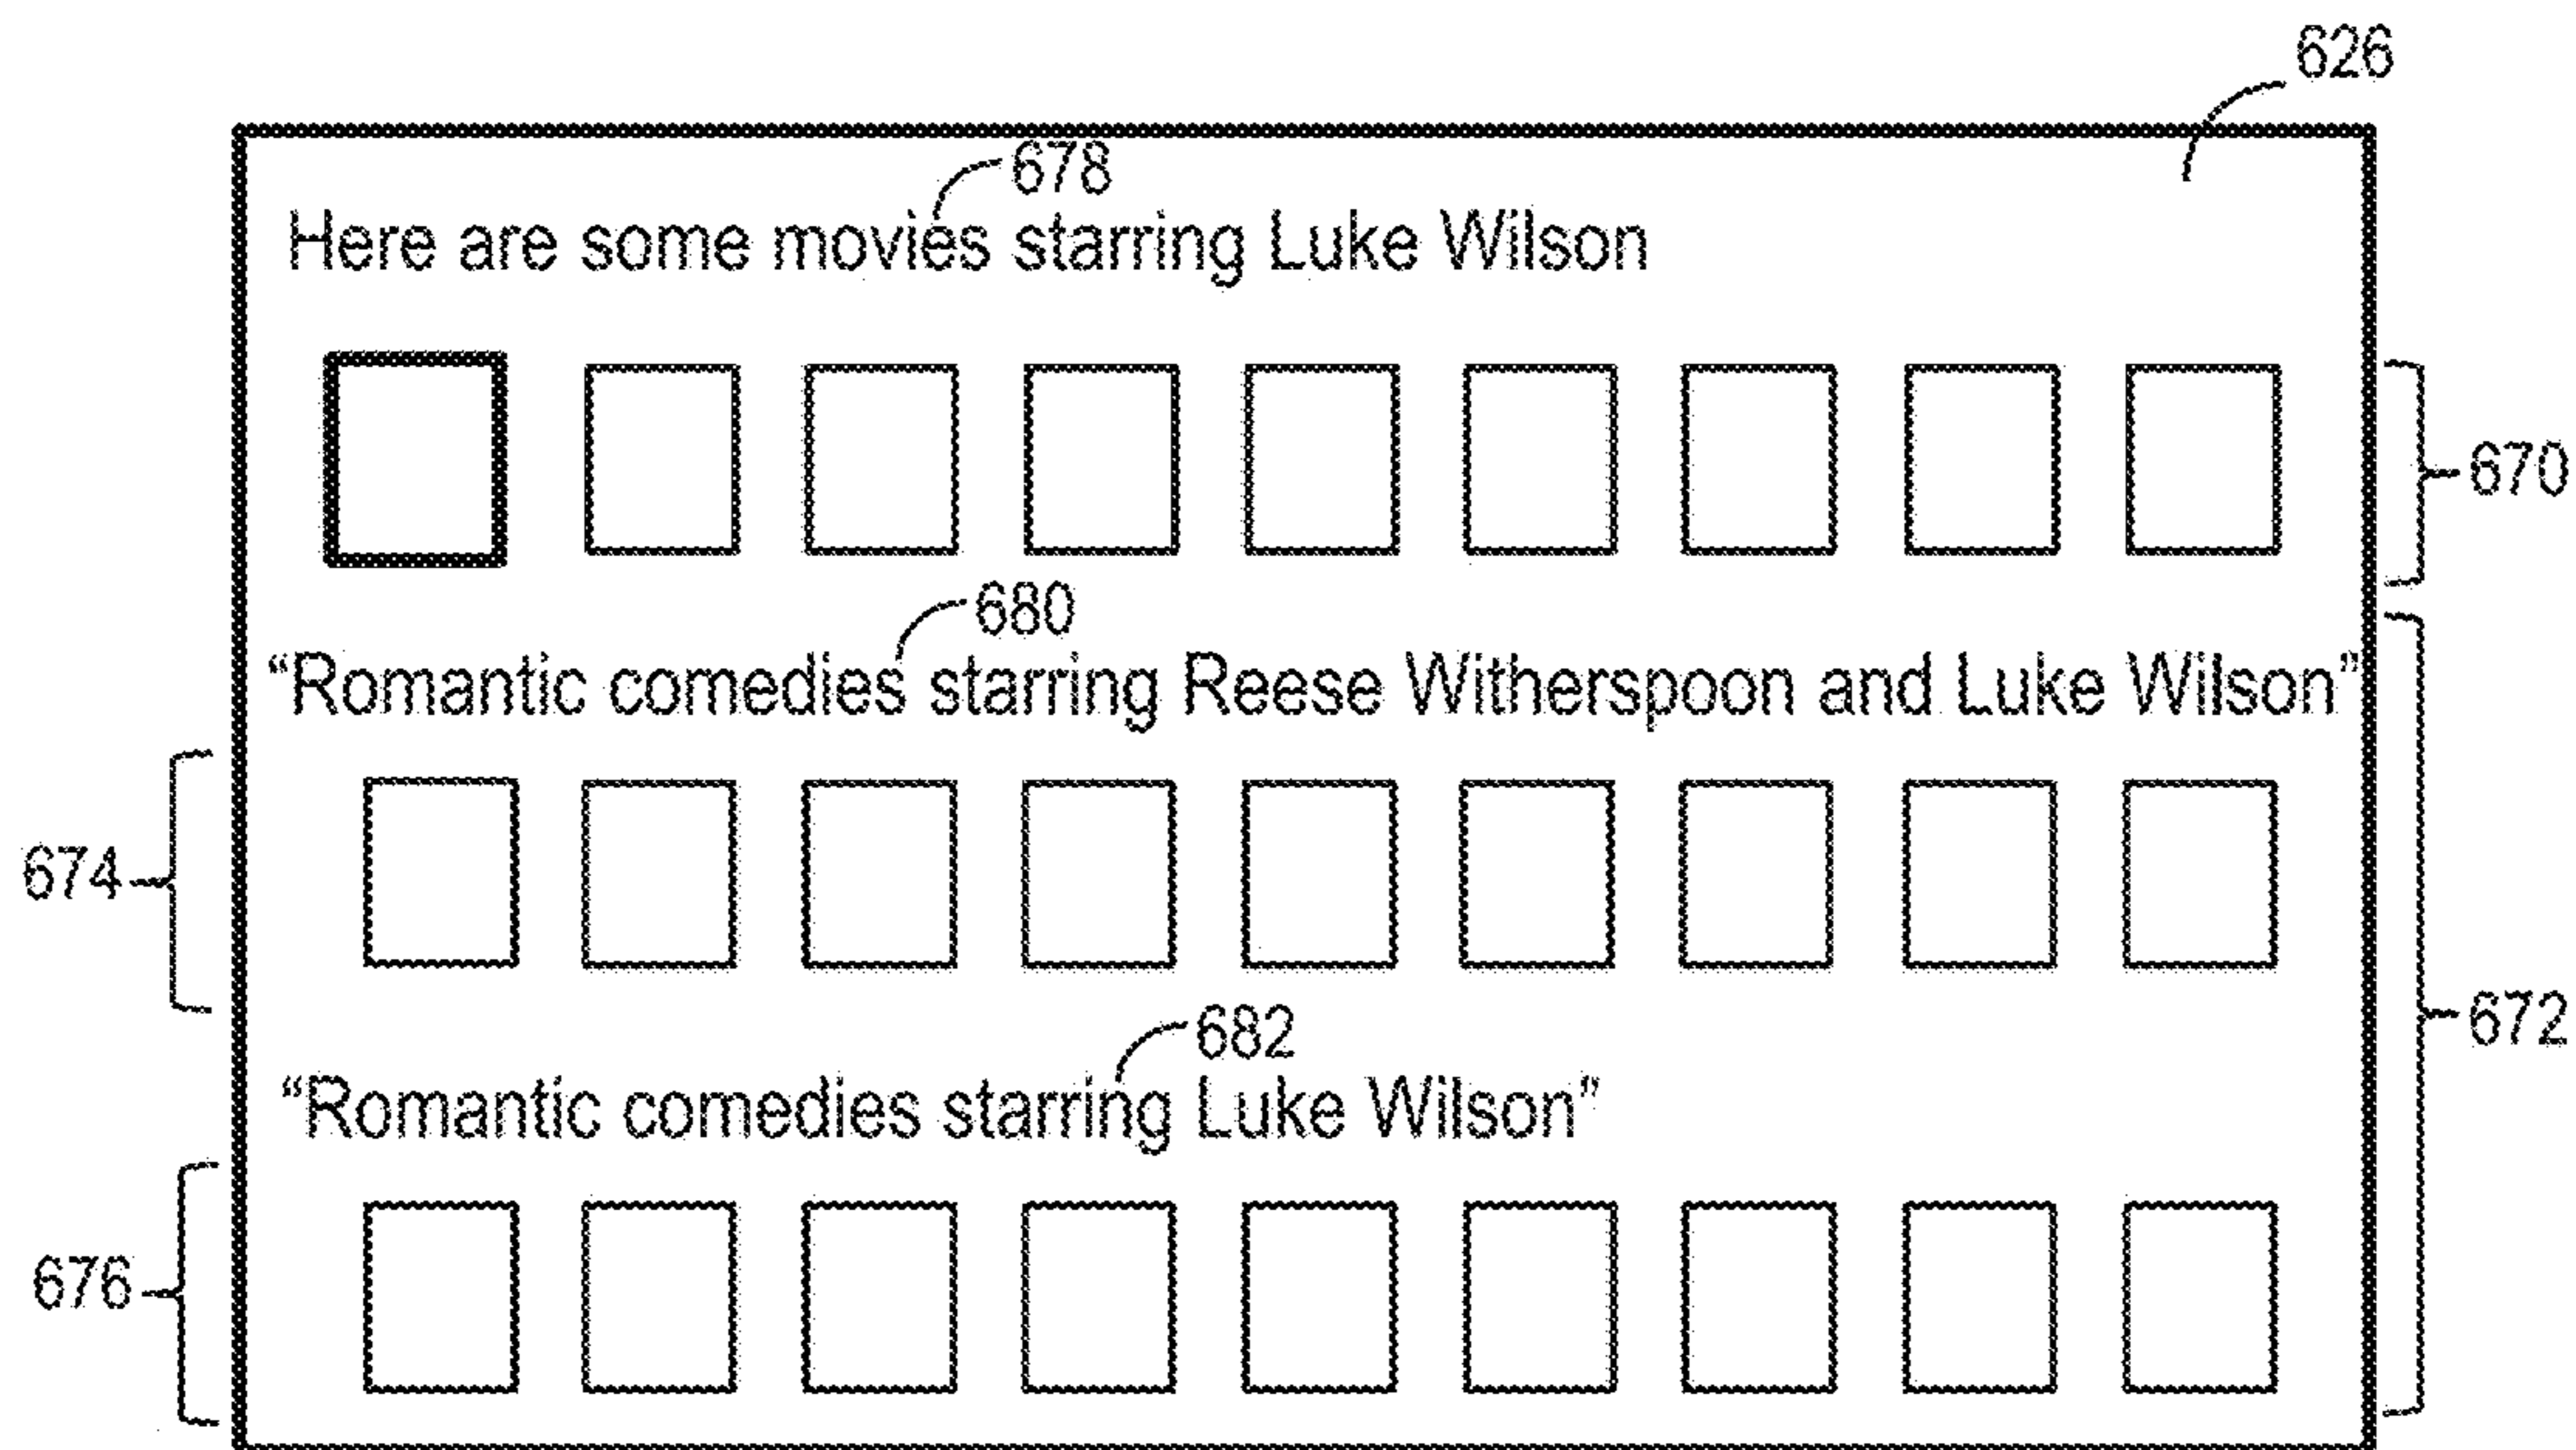 626
678
Here are some movies starring Luke Wilson
670
680
“Romantic comedies starring Reese Witherspoon and Luke Wilson”
674
672
682
“Romantic comedies starring Luke Wilson”
676